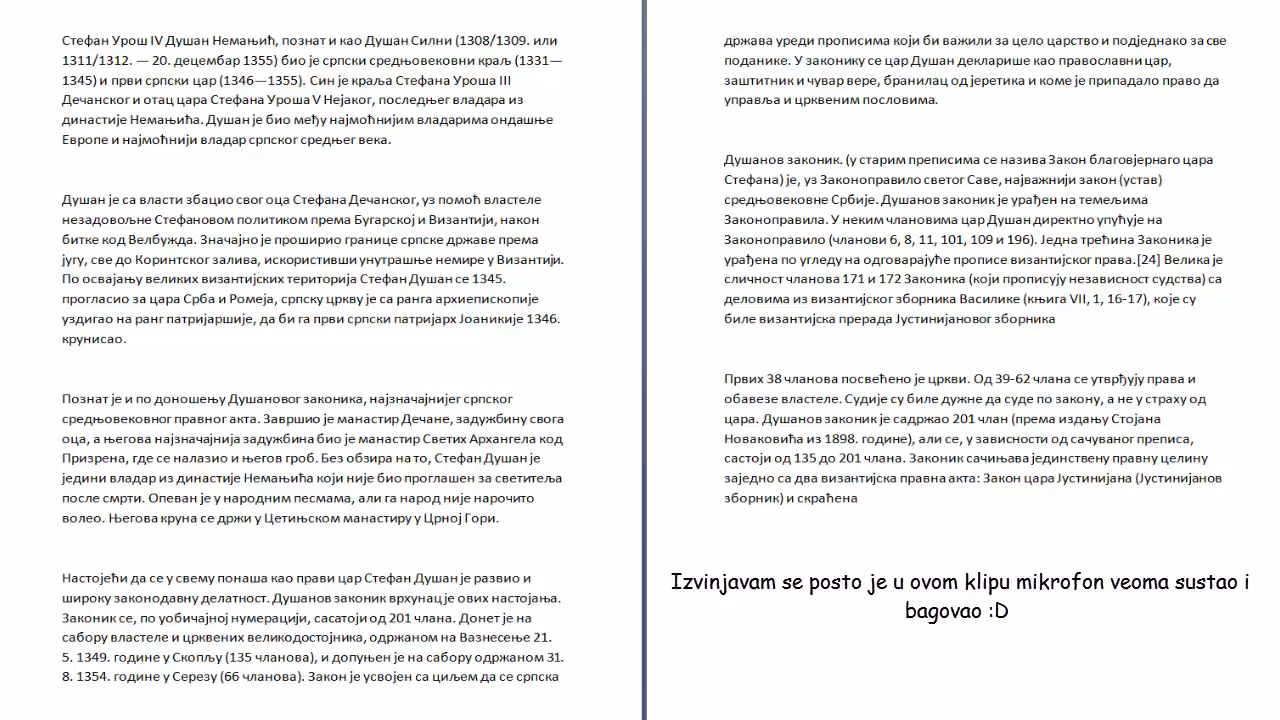 Стефан Урош IV Душан Немањић, познат и као Душан Силни (1308/1309. или
1311/1312. — 20. децембар 1355) био је српски средњовековни краљ (1331—
1345) и први српски цар (1346—1355). Син је краља Стефана Уроша III
Дечанског и отац цара Стефана Уроша V Нејаког, последњег владара из
династије Немањића. Душан је био међу најмоћнијим владарима ондашње
Европе и најмоћнији владар српског средњег века.
Душан је са власти збацио свог оца Стефана Дечанског, уз помоћ властеле
незадовољне Стефановом политиком према Бугарској и Византији, након
битке код Велбужда. Значајно је проширио границе српске државе према
југу, све до Коринтског залива, искористивши унутрашње немире у Византији.
По освајању великих византијских територија Стефан Душан се 1345.
прогласио за цара Срба и Ромеја, српску цркву је са ранга архиепископије
уздигао на ранг патријаршије, да би га први српски патријарх Јоаникије 1346.
крунисао.
Познат је и по доношењу Душановог законика, најзначајнијег српског
средњовековног правног акта. Завршио је манастир Дечане, задужбину свога
оца, а његова најзначајнија задужбина био је манастир Светих Архангела код
Призрена, где се налазио и његов гроб. Без обзира на то, Стефан Душан је
једини владар из династије Немањића који није био проглашен за светитеља
после смрти. Опеван је у народним песмама, али га народ није нарочито
волео. Његова круна се држи у Цетињском манастиру у Црној Гори.
Настојећи да се у свему понаша као прави цар Стефан Душан је развио и
широку законодавну делатност. Душанов законик врхунац је ових настојања.
Законик се, по уобичајној нумерацији, сасатоји од 201 члана. Донет је на
сабору властеле и црквених великодостојника, одржаном на Вазнесење 21.
5. 1349. године у Скопљу (135 чланова), и допуњен је на сабору одржаном 31.
8. 1354. године у Серезу (66 чланова). Закон је усвојен са циљем да се српска
држава уреди прописима који би важили за цело царство и подједнако за све
поданике. У законику се цар Душан декларише као православни цар,
заштитник и чувар вере, бранилац од јеретика и коме је припадало право да
управља и црквеним пословима.
Душанов законик. (у старим преписима се назива Закон благовјернаго цара
Стефана) је, уз Законоправило светог Саве, најважнији закон (устав)
средњовековне Србије. Душанов законик је урађен на темељима
Законоправила. У неким члановима цар Душан директно упућује на
Законоправило (чланови 6, 8, 11, 101, 109 и 196). Једна трећина Законика је
урађена по угледу на одговарајуће прописе византијског права.[24] Велика је
сличност чланова 171 и 172 Законика (који прописују независност судства) са
деловима из византијског зборника Василике (књига VII, 1, 16-17), које су
биле византијска прерада Јустинијановог зборника
Првих 38 чланова посвећено је цркви. Од 39-62 члана се утврђују права и
обавезе властеле. Судије су биле дужне да суде по закону, а не у страху од
цара. Душанов законик је садржао 201 члан (према издању Стојана
Новаковића из 1898. године), али се, у зависности од сачуваног преписа,
састоји од 135 до 201 члана. Законик сачињава јединствену правну целину
заједно са два византијска правна акта: Закон цара Јустинијана (Јустинијанов
зборник) и скраћена
Izvinjavam se posto je u ovom klipu mikrofon veoma sustao i
bagovao :D